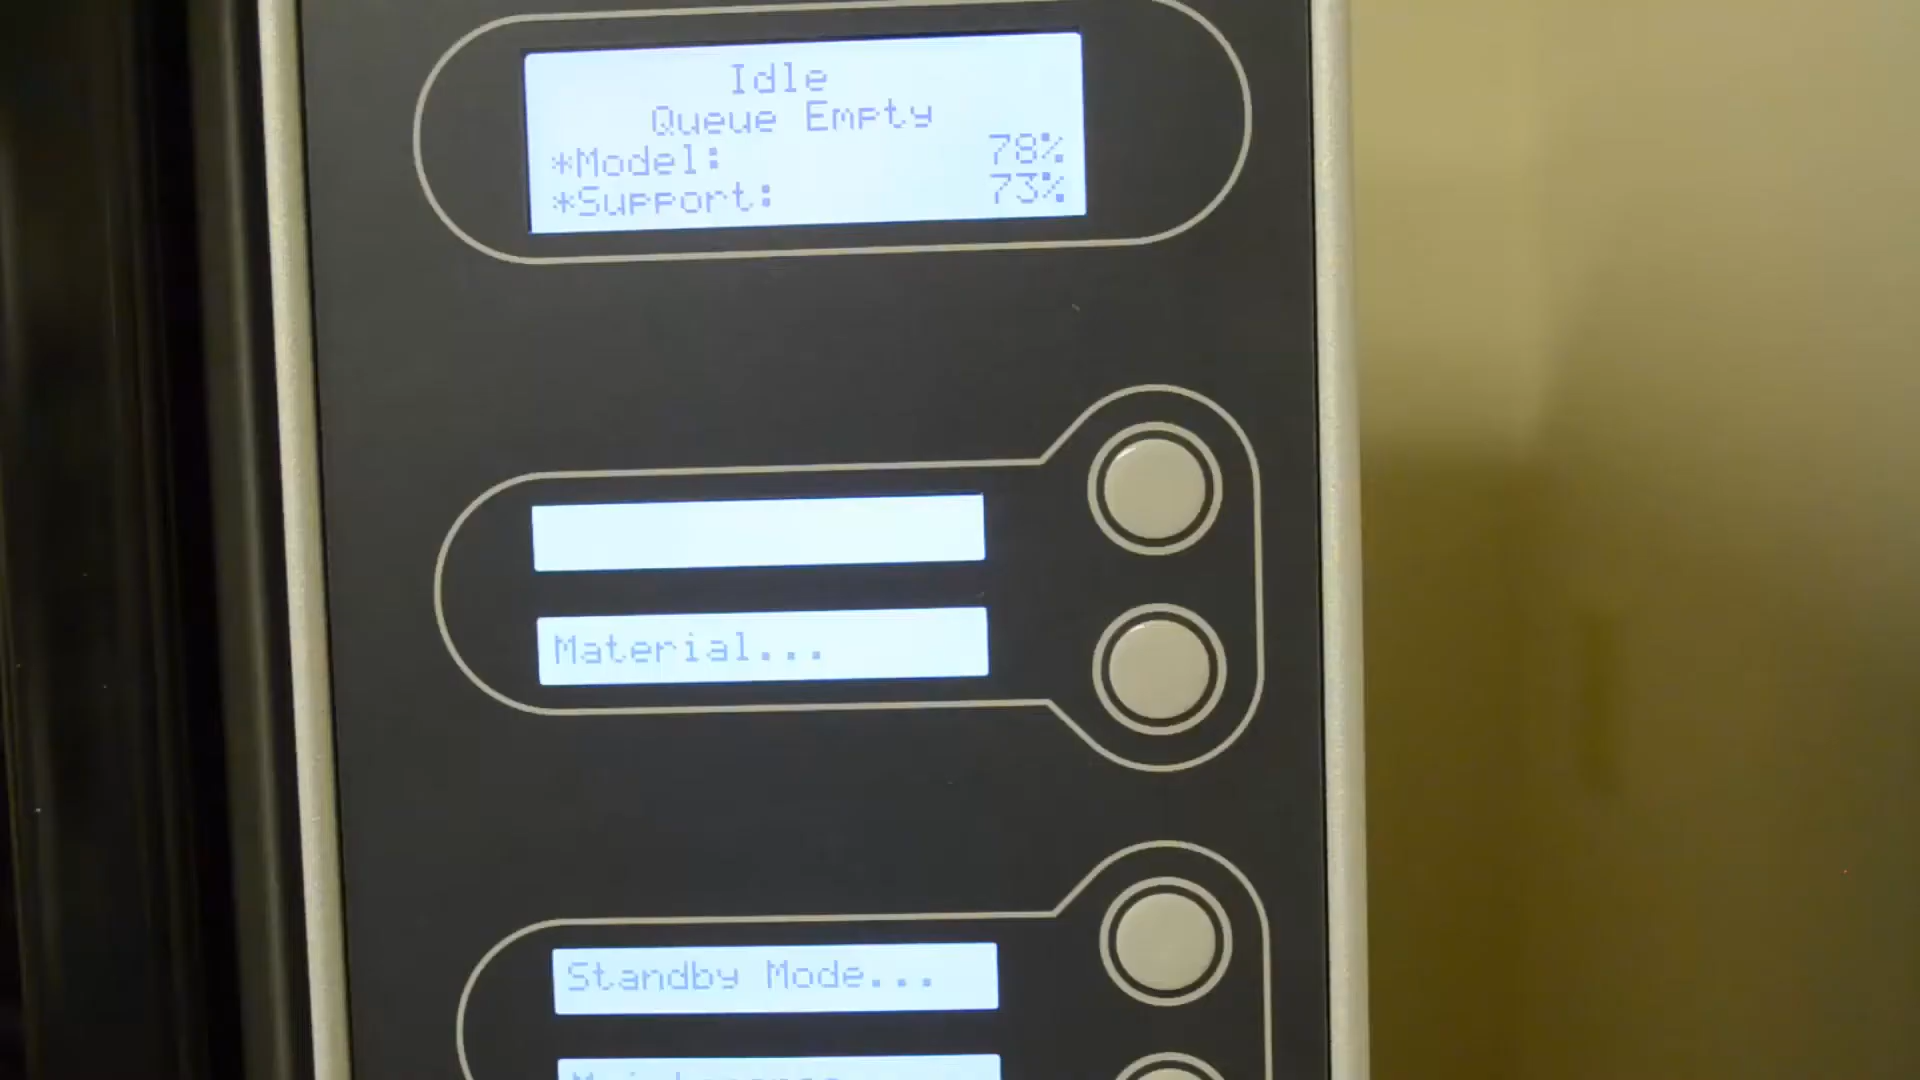 Idle
Queue Empty
*Model: 78%
*Support: 73%
Material...
Standby Mode...